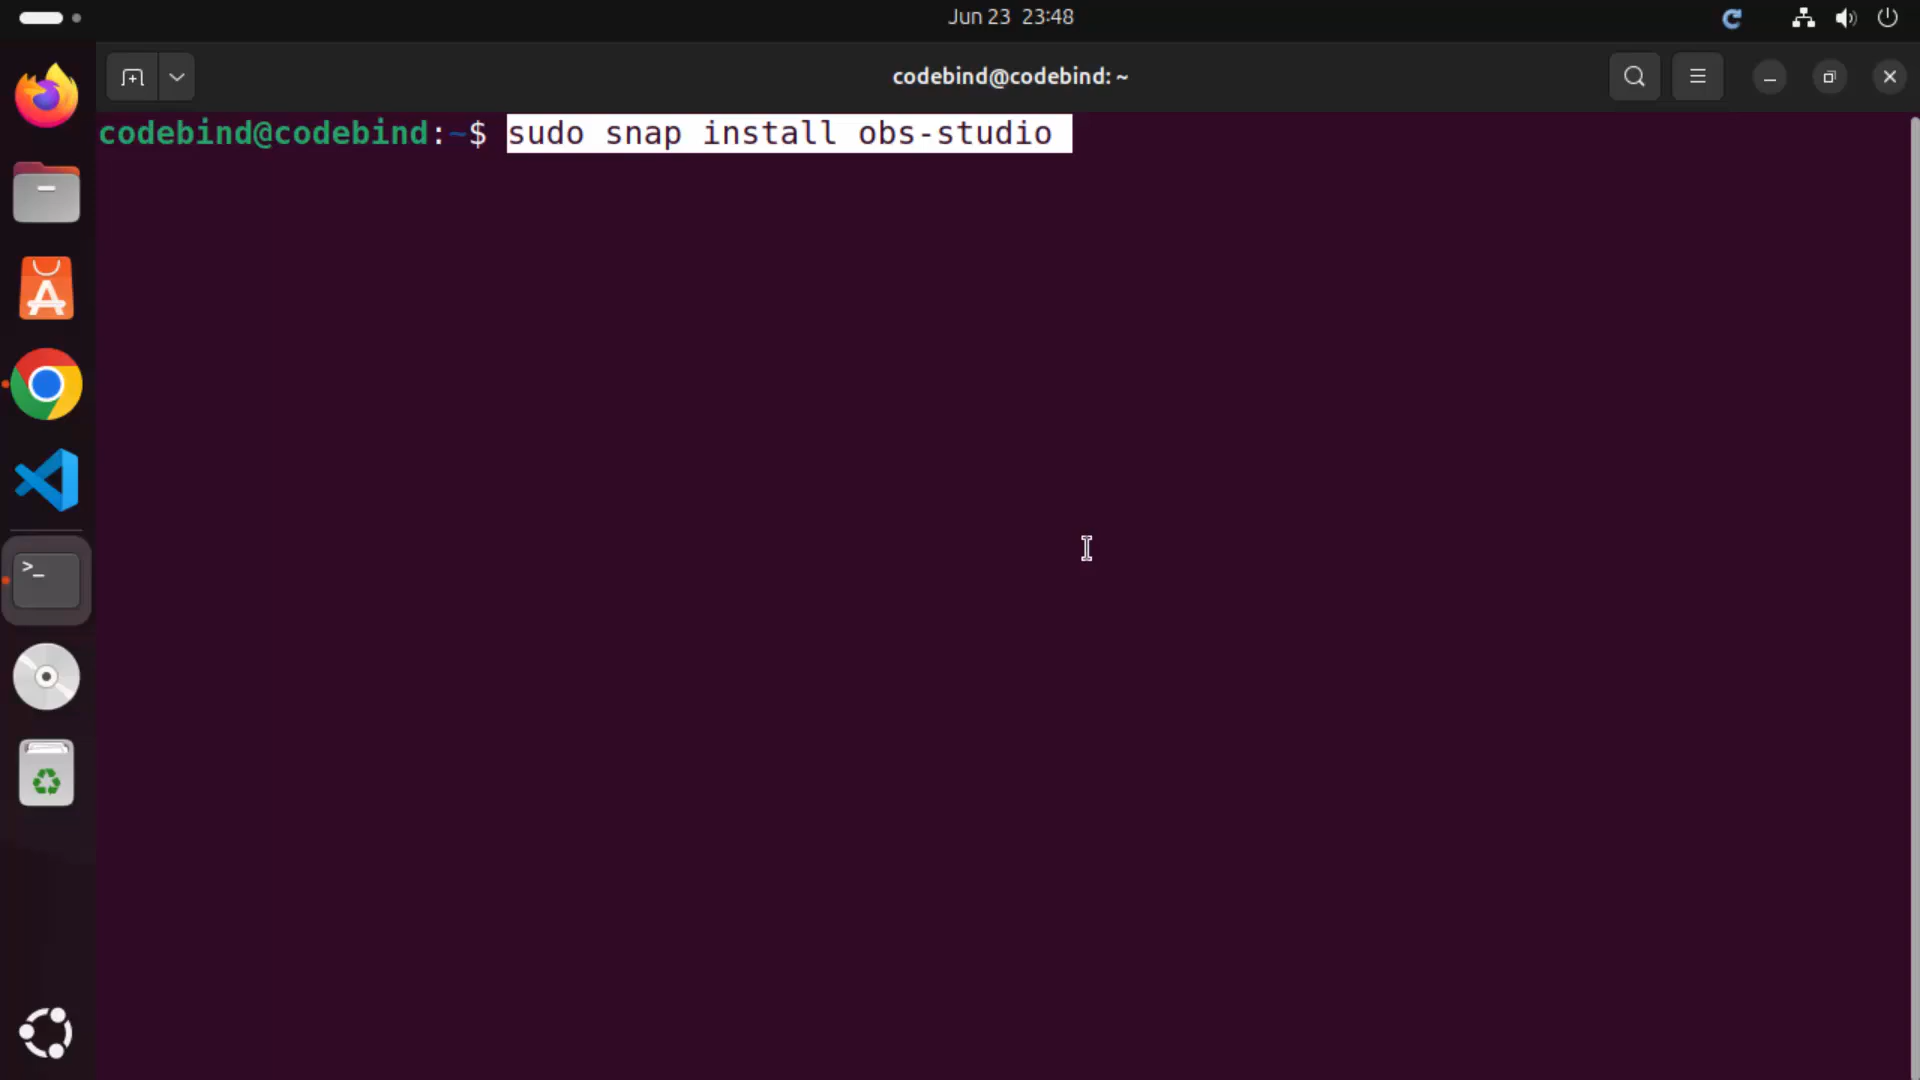 Jun 23 23:48
codebind@codebind: ~
codebind@codebind:~$ sudo snap install obs-studio
>_